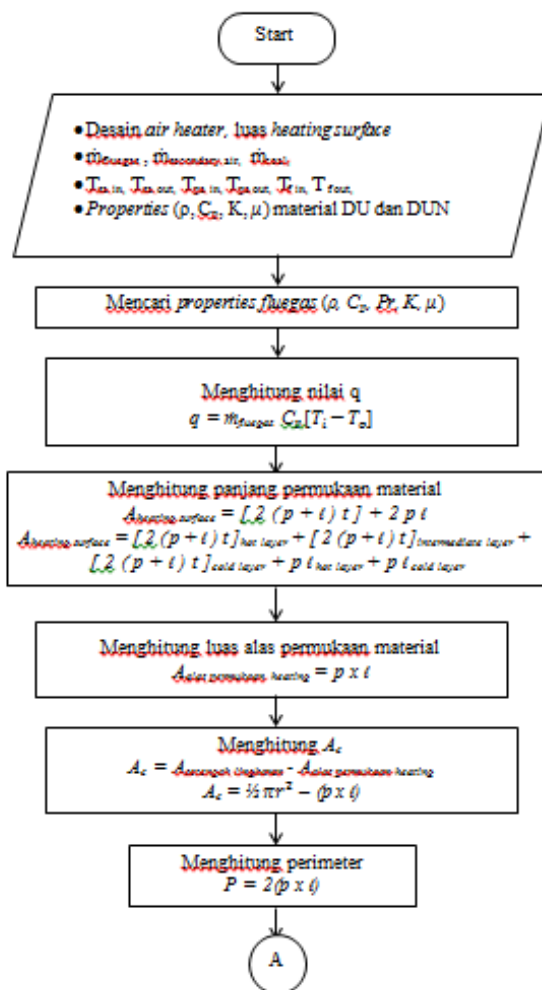 Start
• Desain air heater, luas heating surface
• ṁfluegas , ṁsecondary air, ṁcoal,
• Tsa in, Tsa out, Tpa in, Tpa out, Tf in, T f out,
• Properties (ρ, Cp, K, μ) material DU dan DUN
Mencari properties fluegas (ρ, Cp, Pr, K, μ)
Menghitung nilai q
q = ṁfluegas Cp[Ti − To]
Menghitung panjang permukaan material
Aheating surface = [ 2 (p + ℓ) t ] + 2 p ℓ
Aheating surface = [ 2 (p + ℓ) t ]hot layer + [ 2 (p + ℓ) t ]intermediate layer +
[ 2 (p + ℓ) t ]cold layer + p ℓ hot layer + p ℓ cold layer
Menghitung luas alas permukaan material
Aalas permukaan heating = p x ℓ
Menghitung Ac
Ac = Asetengah lingkaran - Aalas permukaan heating
Ac = ½ πr² − (p x ℓ)
Menghitung perimeter
P = 2(p x ℓ)
A